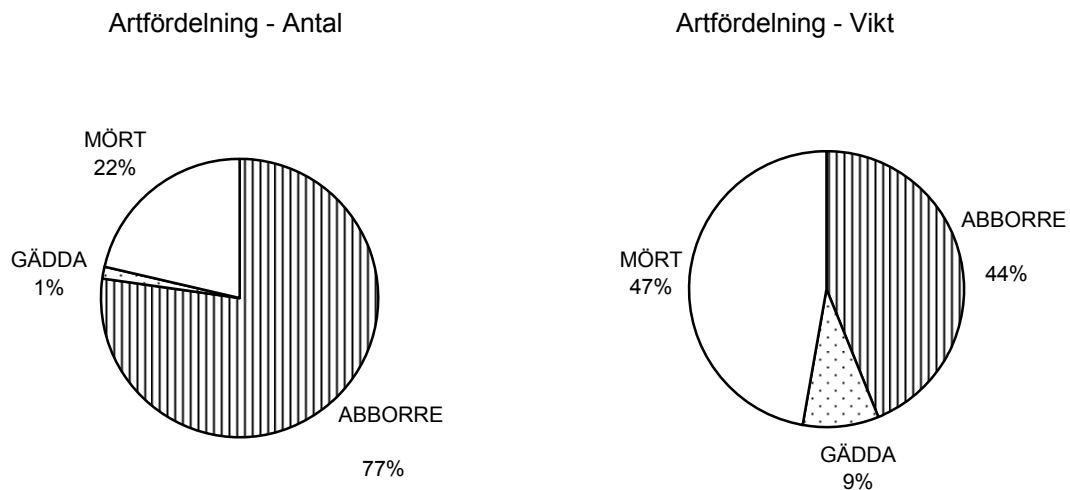 Artfördelning - Antal
MÖRT
22%
GÄDDA
1%
ABBORRE
77%
Artfördelning - Vikt
ABBORRE
44%
MÖRT
47%
GÄDDA
9%